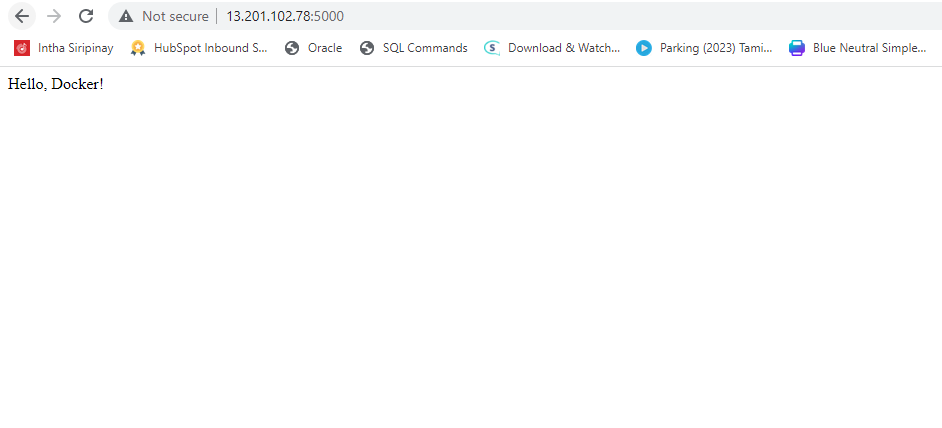 Not secure 13.201.102.78:5000
Intha Siripinay HubSpot Inbound S... Oracle SQL Commands S Download & Watch... Parking (2023) Tami... Blue Neutral Simple...
Hello, Docker!